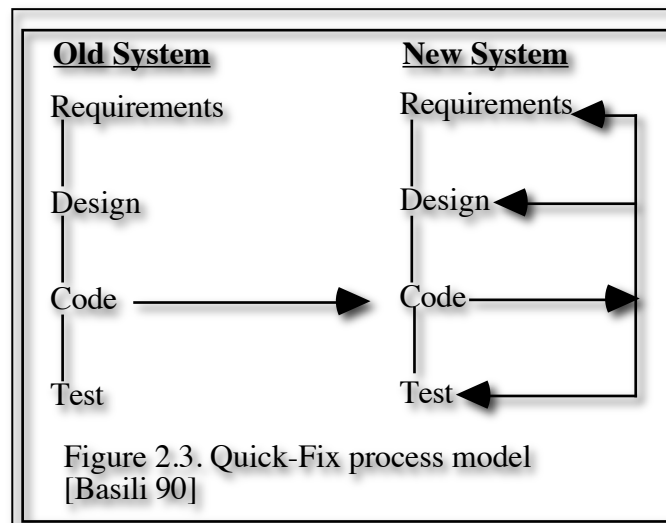 Old System New System
Requirements Requirements
Design Design
Code Code
Test Test
Figure 2.3. Quick-Fix process model
[Basili 90]